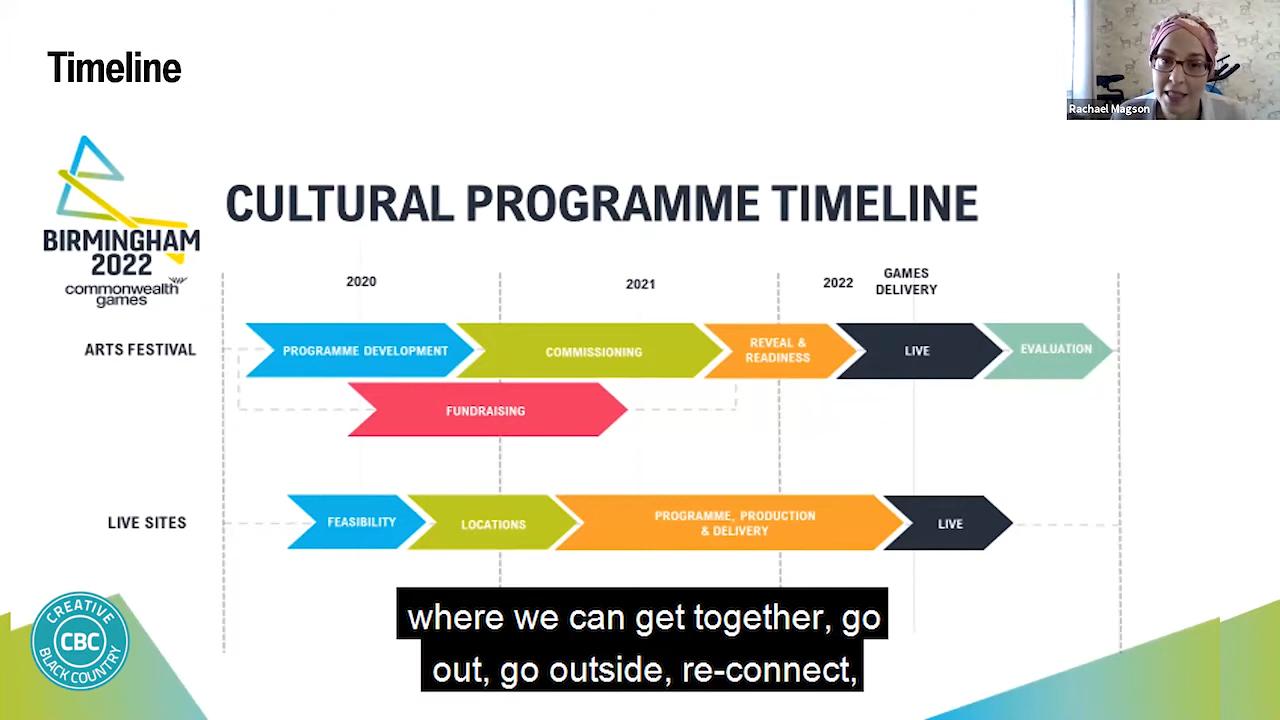 Timeline
Rachael Magson
BIRMINGHAM
2022
commonwealth
games
CULTURAL PROGRAMME TIMELINE
2020
2021
2022
GAMES
DELIVERY
ARTS FESTIVAL
PROGRAMME DEVELOPMENT
COMMISSIONING
REVEAL &
READINESS
LIVE
EVALUATION
FUNDRAISING
LIVE SITES
FEASIBILITY
LOCATIONS
PROGRAMME, PRODUCTION
& DELIVERY
LIVE
CREATIVE
CBC
BLACK COUNTRY
where we can get together, go
out, go outside, re-connect,